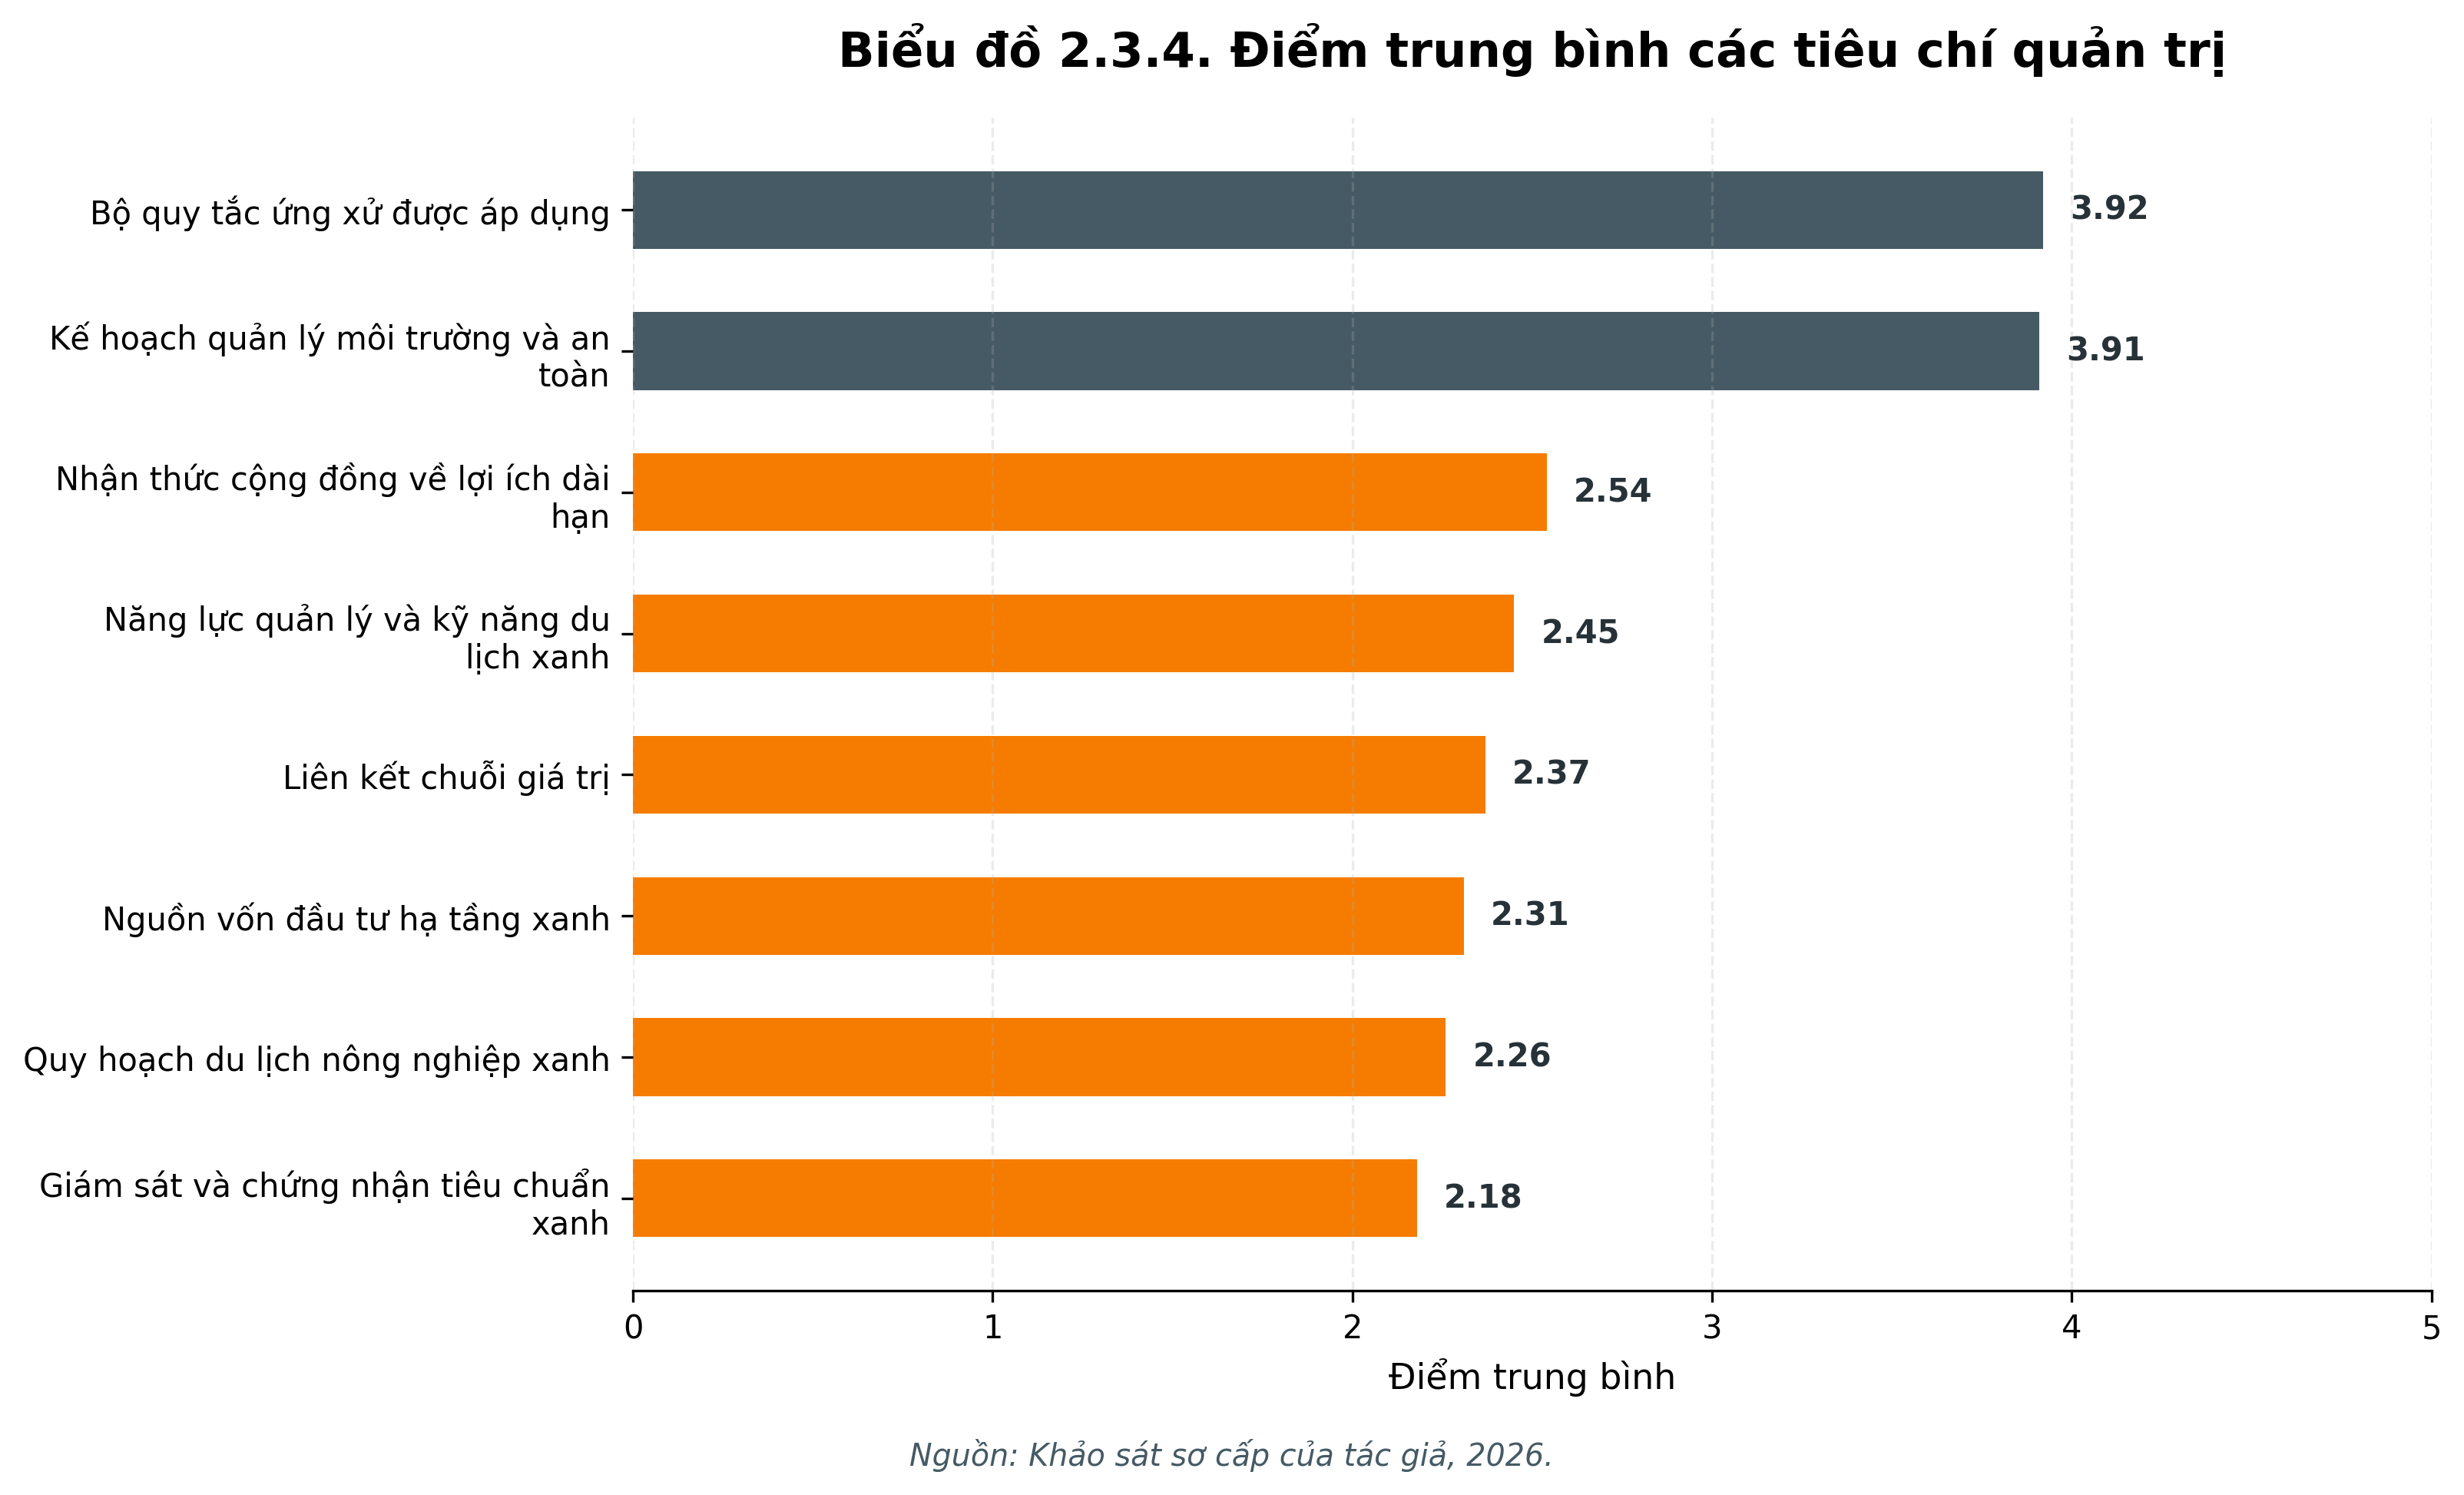 Biểu đồ 2.3.4. Điểm trung bình các tiêu chí quản trị
Bộ quy tắc ứng xử được áp dụng
3.92
Kế hoạch quản lý môi trường và an
toàn
3.91
Nhận thức cộng đồng về lợi ích dài
hạn
2.54
Năng lực quản lý và kỹ năng du
lịch xanh
2.45
Liên kết chuỗi giá trị
2.37
Nguồn vốn đầu tư hạ tầng xanh
2.31
Quy hoạch du lịch nông nghiệp xanh
2.26
Giám sát và chứng nhận tiêu chuẩn
xanh
2.18
0 1 2 3 4 5
Điểm trung bình
Nguồn: Khảo sát sơ cấp của tác giả, 2026.